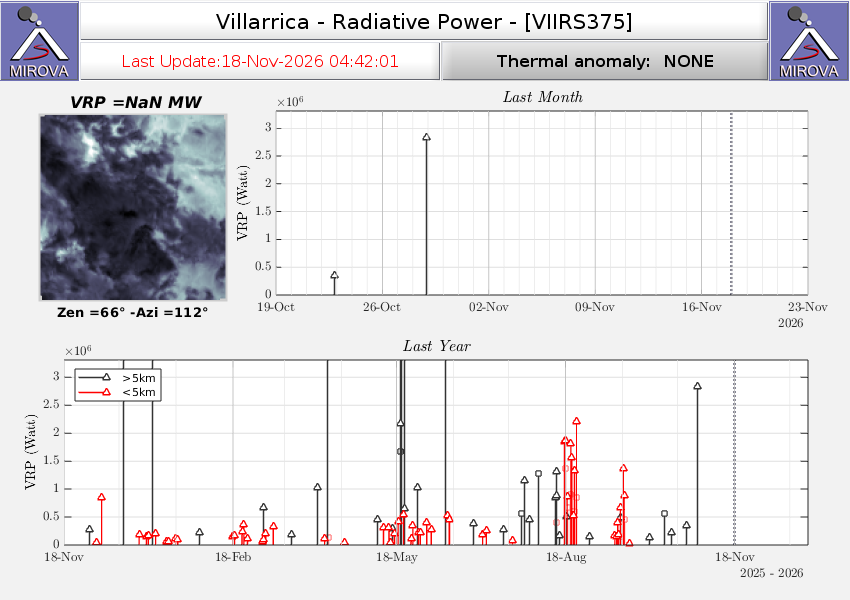 Villarrica - Radiative Power - [VIIRS375]
MIROVA
Last Update:18-Nov-2026 04:42:01
Thermal anomaly: NONE
MIROVA
VRP =NaN MW
Zen =66° -Azi =112°
Last Month
×10⁶
VRP (Watt)
3
2.5
2
1.5
1
0.5
0
19-Oct 26-Oct 02-Nov 09-Nov 16-Nov 23-Nov
2026
Last Year
×10⁶
VRP (Watt)
3
2.5
2
1.5
1
0.5
0
>5km
<5km
18-Nov 18-Feb 18-May 18-Aug 18-Nov
2025 - 2026